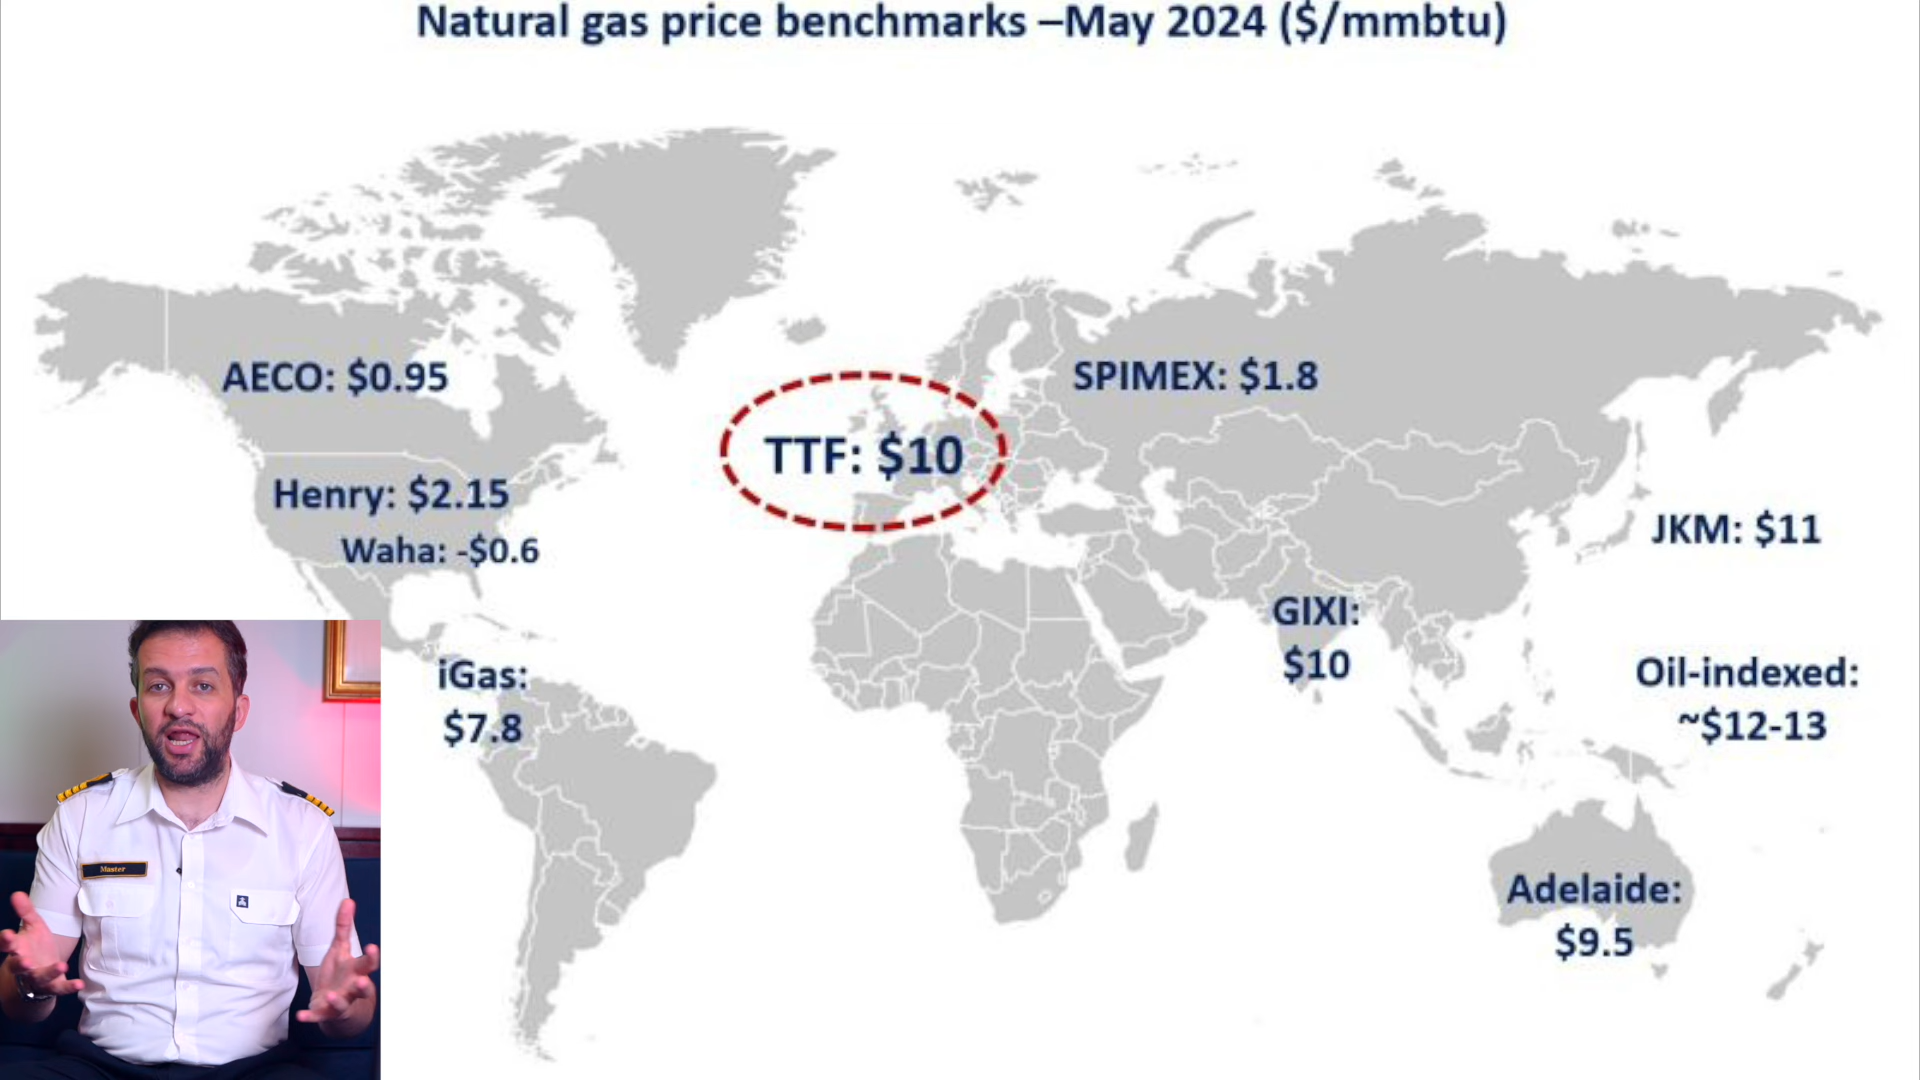 Natural gas price benchmarks –May 2024 ($/mmbtu)
AECO: $0.95
SPIMEX: $1.8
TTF: $10
Henry: $2.15
Waha: -$0.6
JKM: $11
GIXI:
$10
iGas:
$7.8
Oil-indexed:
~$12-13
Adelaide:
$9.5
Master